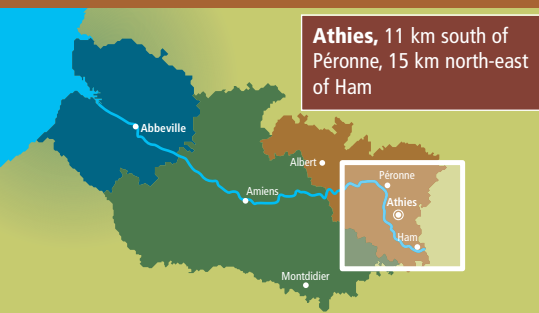 Athies, 11 km south of
Péronne, 15 km north-east
of Ham
Abbeville
Albert
Péronne
Amiens
Athies
Ham
Montdidier